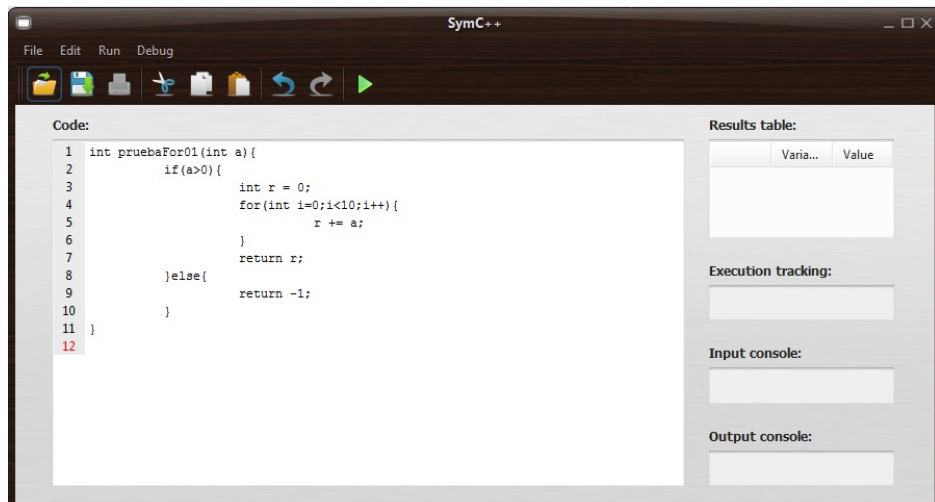 SymC++
File Edit Run Debug
Code:
1 int pruebaFor01(int a){
2 if(a>0){
3 int r = 0;
4 for(int i=0;i<10;i++){
5 r += a;
6 }
7 return r;
8 }else{
9 return -1;
10 }
11 }
12
Results table:
Varia... Value
Execution tracking:
Input console:
Output console: